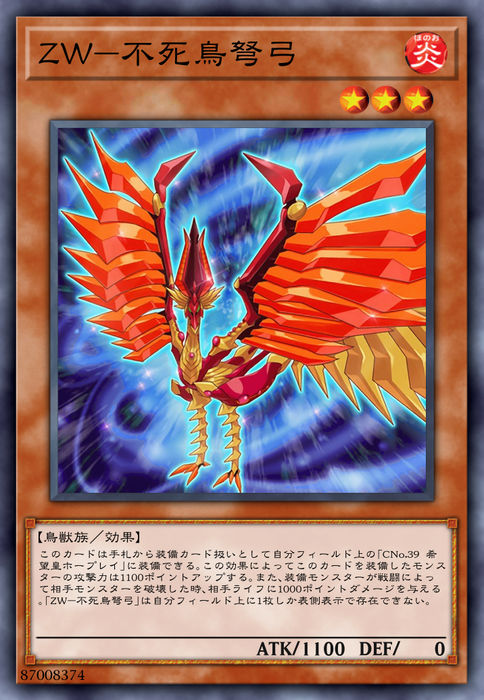 ZW－不死鳥弩弓
ほのお
炎
【鳥獣族／効果】
このカードは手札から装備カード扱いとして自分フィールド上の「CNo.39 希
望皇ホープレイ」に装備できる。この効果によってこのカードを装備したモンス
ターの攻撃力は1100ポイントアップする。また、装備モンスターが戦闘によっ
て相手モンスターを破壊した時、相手ライフに1000ポイントダメージを与え
る。「ZW－不死鳥弩弓」は自分フィールド上に1枚しか表側表示で存在できない。
ATK/1100 DEF/ 0
87008374